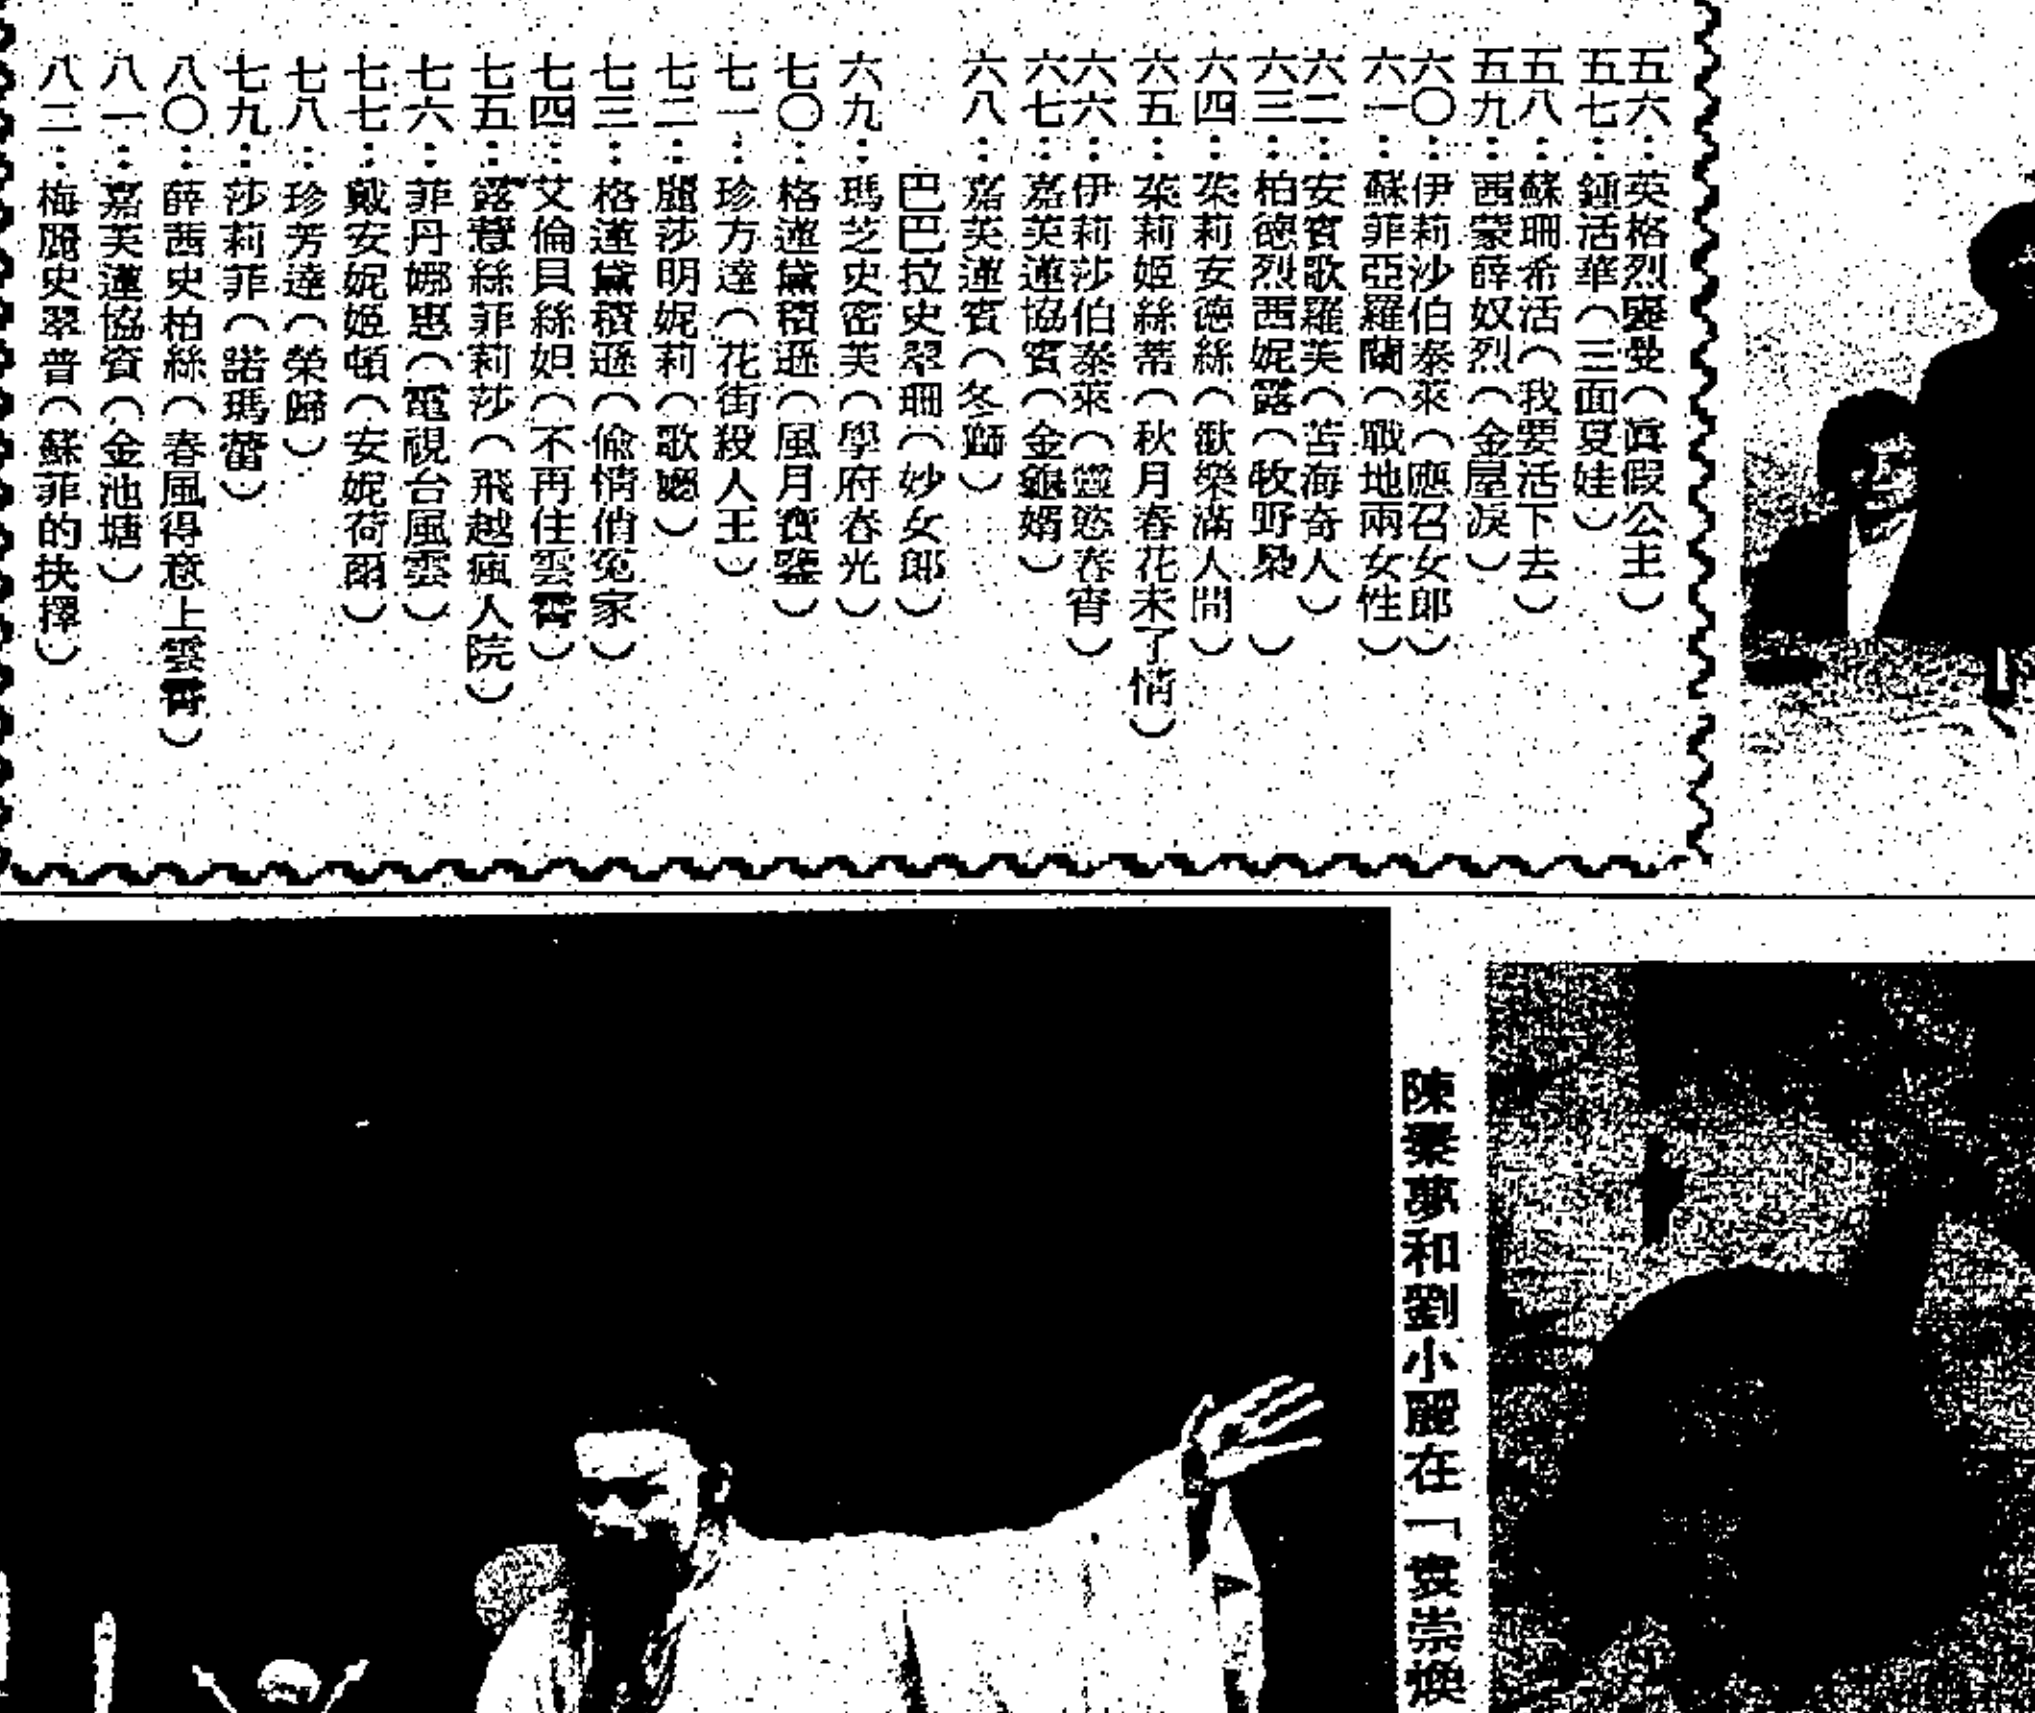 五六：英格烈褒曼（真假公主）
五七：鍾活華（三面夏娃）
五八：蘇珊希活（我要活下去）
五九：茜蒙薛奴烈（金屋淚）
六〇：伊莉沙伯泰萊（應召女郎）
六一：蘇菲亞羅蘭（戰地兩女性）
六二：安賓歌羅芙（苦海奇人）
六三：柏德烈西妮露（牧野梟）
六四：茱莉安德絲（歡樂滿人間）
六五：茱莉姬絲蒂（秋月春花未了情）
六六：伊莉莎伯泰萊（靈慾春宵）
六七：嘉芙蓮協賓（金龜婿）
六八：嘉芙蓮賓（冬獅）
巴巴拉史翠珊（妙女郎）
六九：瑪芝史密芙（學府春光）
七〇：格蓮黛積遜（風月寶鑒）
七一：珍方達（花街殺人王）
七二：麗莎明妮莉（歌廳）
七三：格蓮黛積遜（偷情俏冤家）
七四：艾倫貝絲妲（不再住雲霄）
七五：露薏絲菲莉莎（飛越瘋人院）
七六：菲丹娜惠（電視台風雲）
七七：戴安妮姬頓（安妮荷爾）
七八：珍芳達（榮歸）
七九：莎莉菲（諾瑪蕾）
八〇：薛茜史柏絲（春風得意上雲霄）
八一：嘉芙蓮協賓（金池塘）
八二：梅麗史翠普（蘇菲的抉擇）
陳秦夢和劉小麗在「袁崇煥